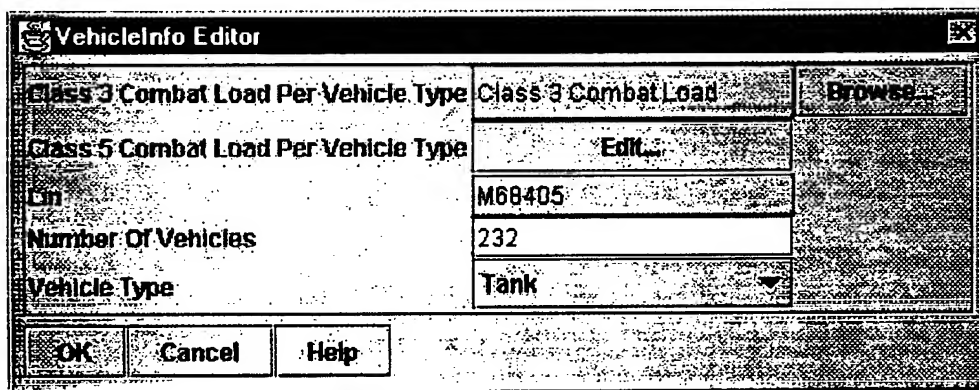 VehicleInfo Editor
Class 3 Combat Load Per Vehicle Type Class 3 Combat Load Browse...
Class 5 Combat Load Per Vehicle Type Edit...
Lin M68405
Number Of Vehicles 232
Vehicle Type Tank
OK Cancel Help